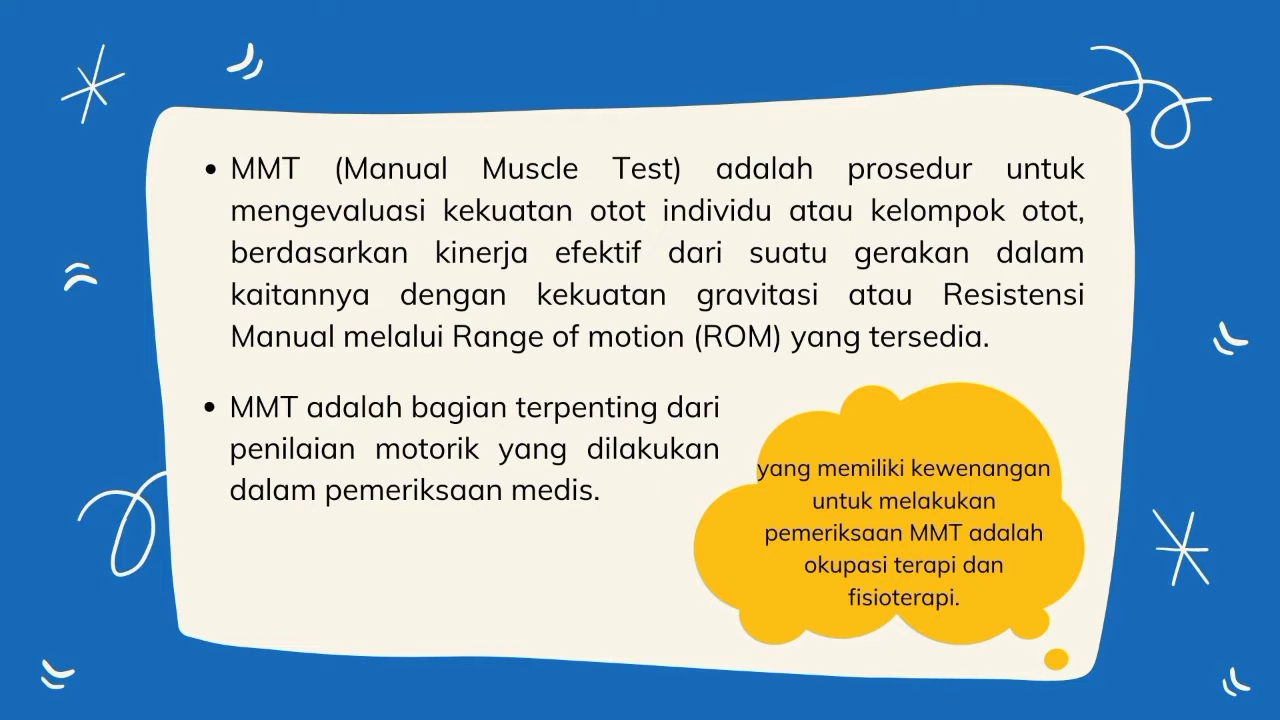 • MMT (Manual Muscle Test) adalah prosedur untuk
mengevaluasi kekuatan otot individu atau kelompok otot,
berdasarkan kinerja efektif dari suatu gerakan dalam
kaitannya dengan kekuatan gravitasi atau Resistensi
Manual melalui Range of motion (ROM) yang tersedia.
• MMT adalah bagian terpenting dari
penilaian motorik yang dilakukan
dalam pemeriksaan medis.
yang memiliki kewenangan
untuk melakukan
pemeriksaan MMT adalah
okupasi terapi dan
fisioterapi.